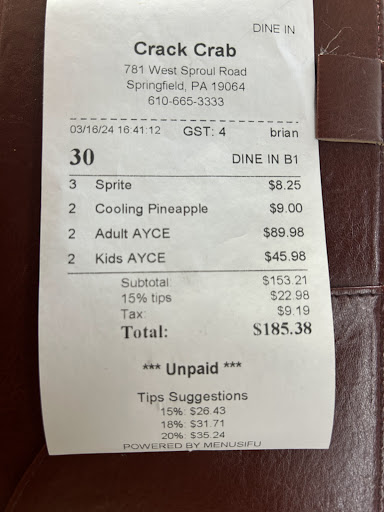 DINE IN
Crack Crab
781 West Sproul Road
Springfield, PA 19064
610-665-3333
03/16/24 16:41:12 GST: 4 brian
30 DINE IN B1
3 Sprite $8.25
2 Cooling Pineapple $9.00
2 Adult AYCE $89.98
2 Kids AYCE $45.98
Subtotal: $153.21
15% tips $22.98
Tax: $9.19
Total: $185.38
*** Unpaid ***
Tips Suggestions
15%: $26.43
18%: $31.71
20%: $35.24
POWERED BY MENUSIFU